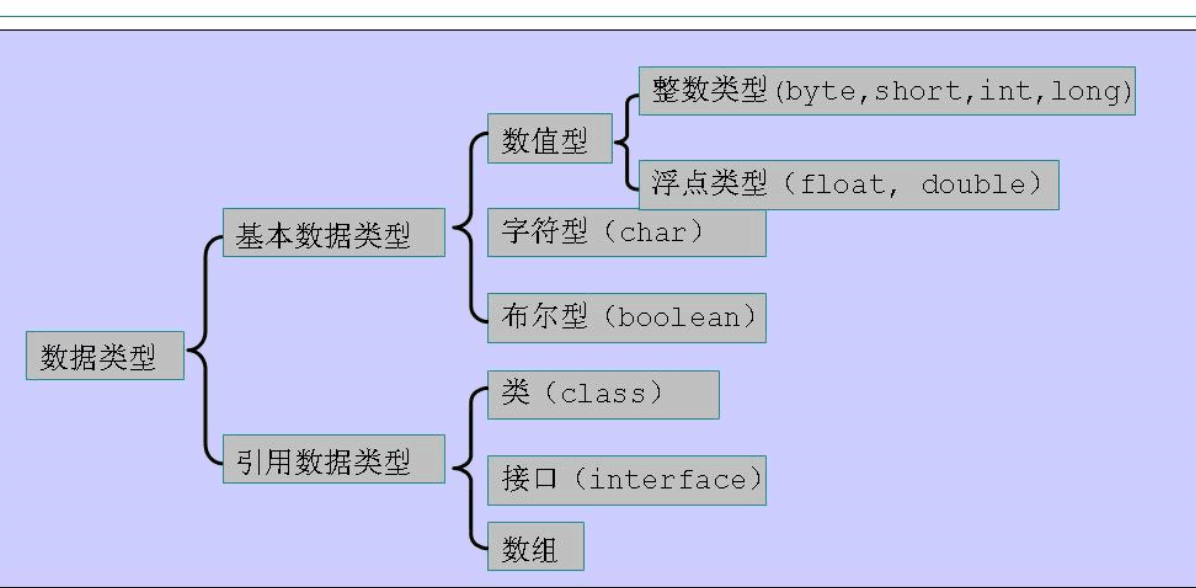 整数类型(byte,short,int,long)
数值型
浮点类型（float, double）
基本数据类型
字符型（char）
布尔型（boolean）
数据类型
类（class）
引用数据类型
接口（interface）
数组